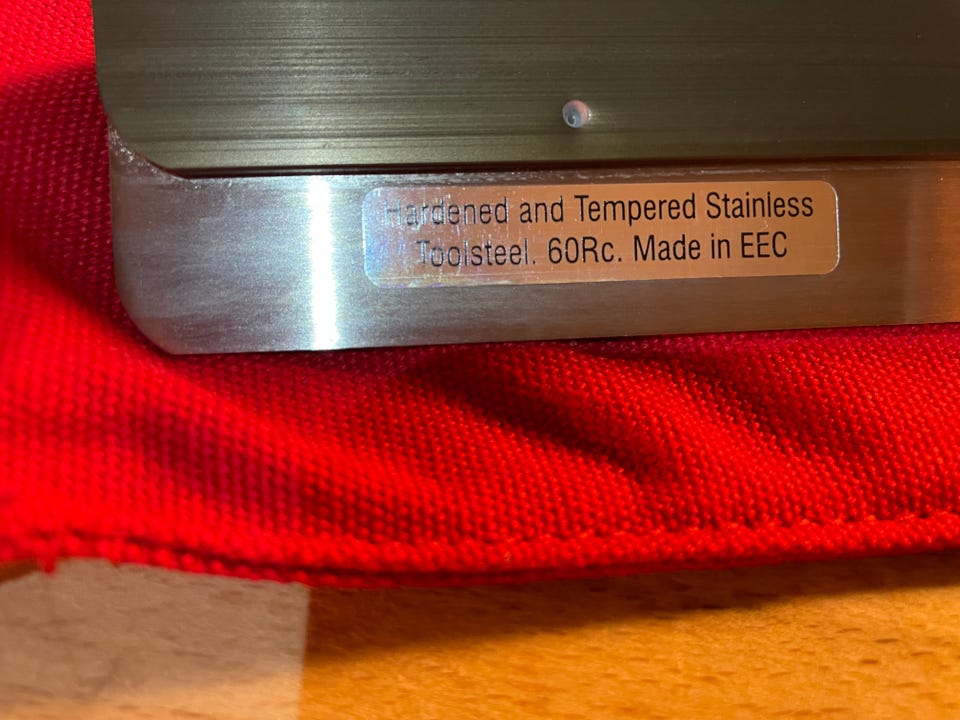 Hardened and Tempered Stainless
Toolsteel. 60Rc. Made in EEC